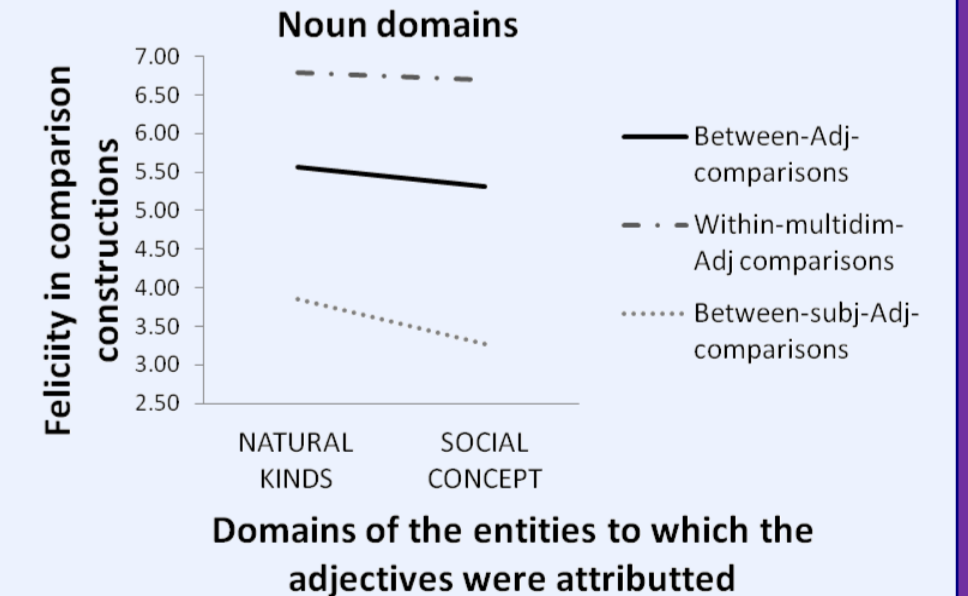 Noun domains
Feliciity in comparison
constructions
7.00
6.50
6.00
5.50
5.00
4.50
4.00
3.50
3.00
2.50
NATURAL
KINDS
SOCIAL
CONCEPT
Domains of the entities to which the
adjectives were attributted
Between-Adj-
comparisons
Within-multidim-
Adj comparisons
Between-subj-Adj-
comparisons